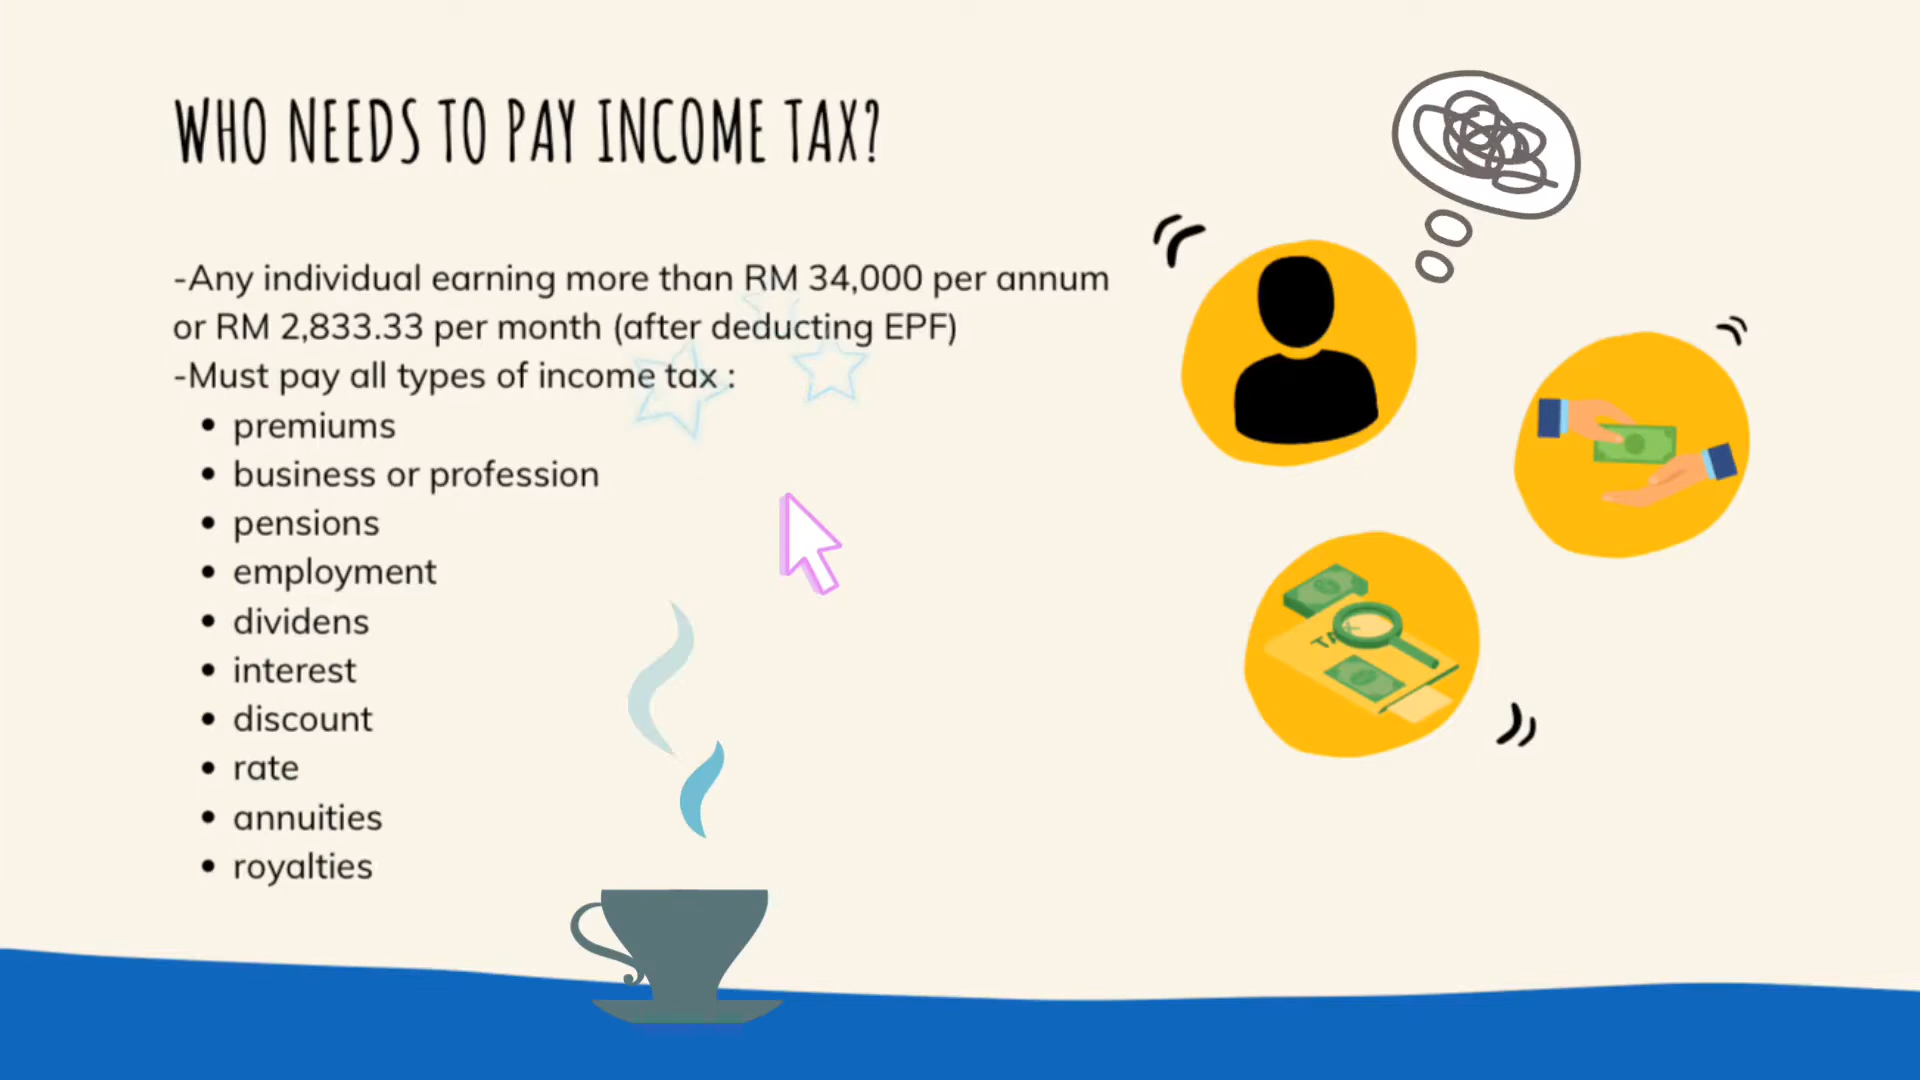 WHO NEEDS TO PAY INCOME TAX?
-Any individual earning more than RM 34,000 per annum
or RM 2,833.33 per month (after deducting EPF)
-Must pay all types of income tax :
• premiums
• business or profession
• pensions
• employment
• dividens
• interest
• discount
• rate
• annuities
• royalties
TAX